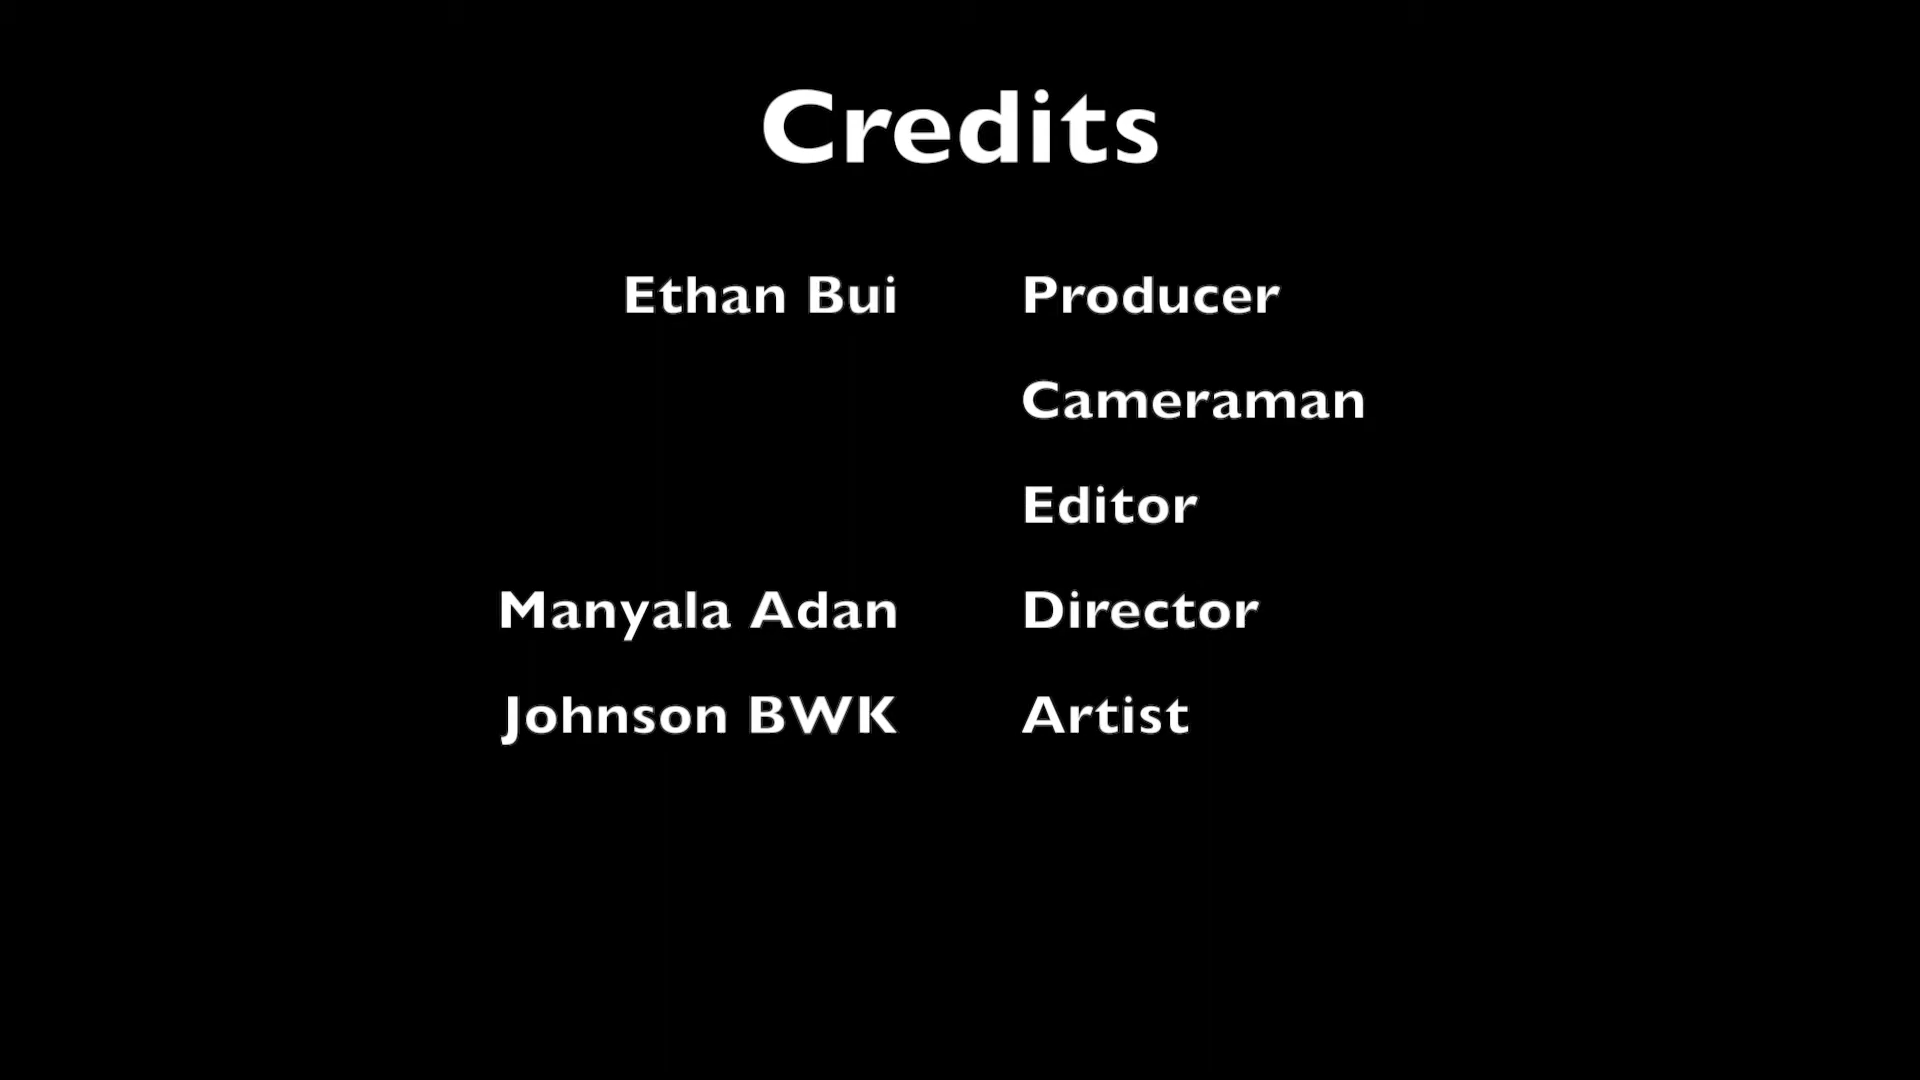 Credits
Ethan Bui Producer
Cameraman
Editor
Manyala Adan Director
Johnson BWK Artist